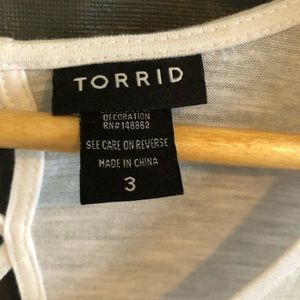 TORRID
DECORATION
RN#148862
SEE CARE ON REVERSE
MADE IN CHINA
3